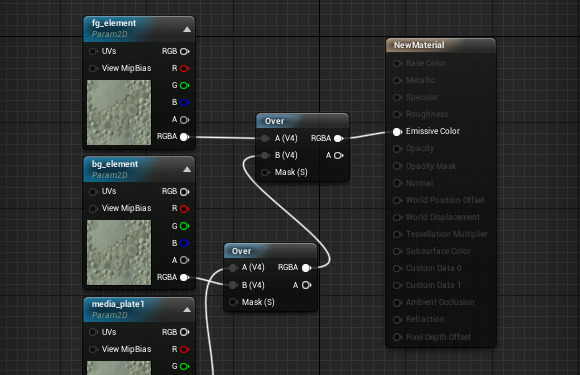 fg_element
Param2D
UVs RGB
View MipBias R
G
B
A
RGBA
bg_element
Param2D
UVs RGB
View MipBias R
G
B
A
RGBA
media_plate1
Param2D
UVs RGB
View MipBias R
G
Over
A (V4) RGBA
B (V4) A
Mask (S)
Over
A (V4) RGBA
B (V4) A
Mask (S)
NewMaterial
Base Color
Metallic
Specular
Roughness
Emissive Color
Opacity
Opacity Mask
Normal
World Position Offset
World Displacement
Tessellation Multiplier
Subsurface Color
Custom Data 0
Custom Data 1
Ambient Occlusion
Refraction
Pixel Depth Offset